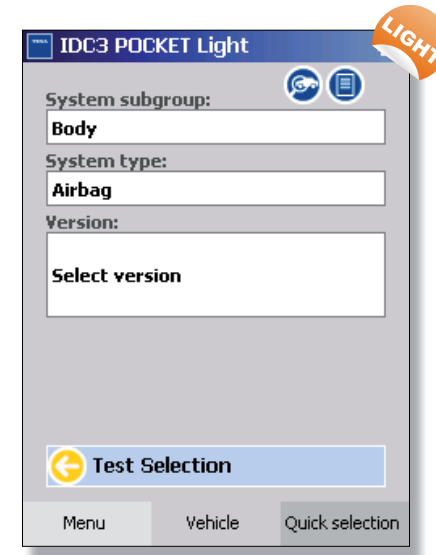 LIGHT
TEXA IDC3 POCKET Light
System subgroup:
Body
System type:
Airbag
Version:
Select version
Test Selection
Menu Vehicle Quick selection